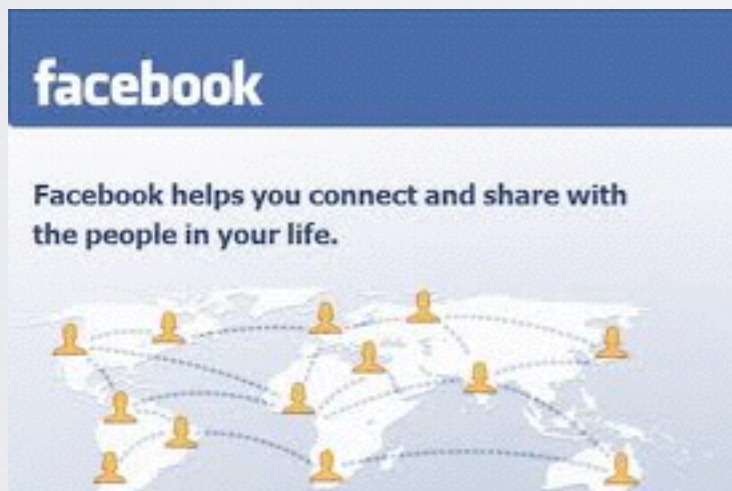 facebook
Facebook helps you connect and share with
the people in your life.